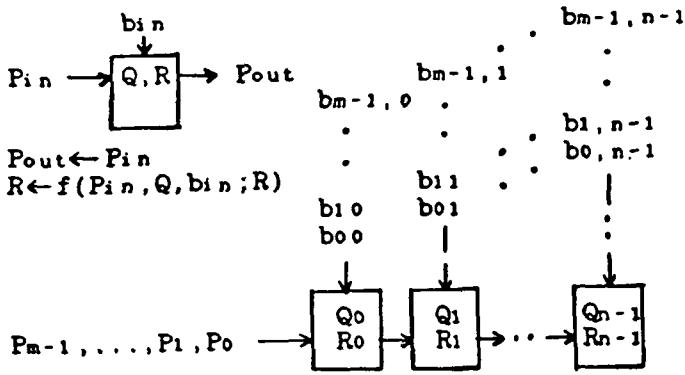 bin
Pin Q, R Pout
Pout←Pin
R←f(Pin,Q,bin;R)
bm-1,0
b10
b00
bm-1,1
b11
b01
bm-1,n-1
b1,n-1
b0,n-1
Pm-1,...,P1,P0
Q0
R0
Q1
R1
Qn-1
Rn-1